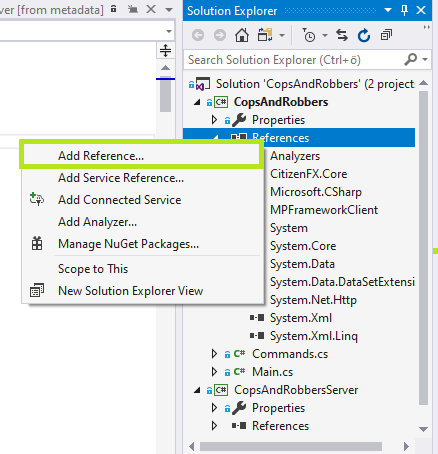 ver [from metadata]
Solution Explorer
Search Solution Explorer (Ctrl+ö)
Solution 'CopsAndRobbers' (2 project
C# CopsAndRobbers
Properties
References
Analyzers
CitizenFX.Core
Microsoft.CSharp
MPFrameworkClient
System
System.Core
System.Data
System.Data.DataSetExtensi
System.Net.Http
System.Xml
System.Xml.Linq
C# Commands.cs
C# Main.cs
C# CopsAndRobbersServer
Properties
References
Add Reference...
Add Service Reference...
Add Connected Service
Add Analyzer...
Manage NuGet Packages...
Scope to This
New Solution Explorer View